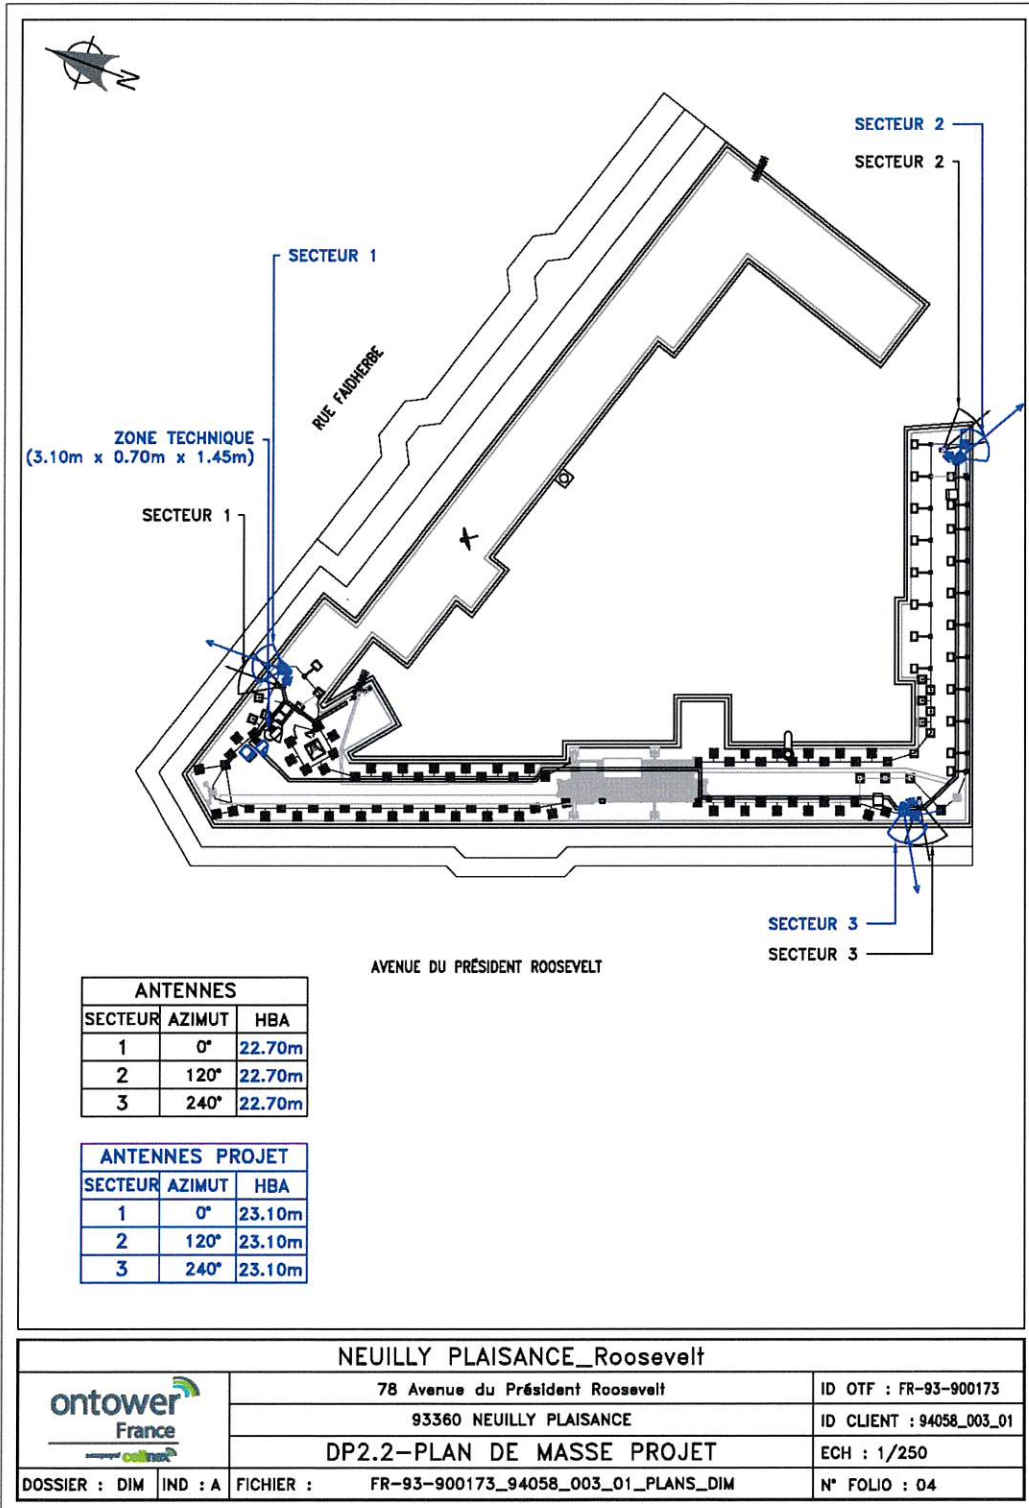 N
SECTEUR 2
SECTEUR 2
SECTEUR 1
RUE FAIDHERBE
ZONE TECHNIQUE
(3.10m x 0.70m x 1.45m)
SECTEUR 1
SECTEUR 3
SECTEUR 3
AVENUE DU PRÉSIDENT ROOSEVELT
ANTENNES
SECTEUR AZIMUT HBA
1 0° 22.70m
2 120° 22.70m
3 240° 22.70m
ANTENNES PROJET
SECTEUR AZIMUT HBA
1 0° 23.10m
2 120° 23.10m
3 240° 23.10m
NEUILLY PLAISANCE_Roosevelt
ontower
France
cellnex
78 Avenue du Président Roosevelt
ID OTF : FR-93-900173
93360 NEUILLY PLAISANCE
ID CLIENT : 94058_003_01
DP2.2-PLAN DE MASSE PROJET
ECH : 1/250
DOSSIER : DIM IND : A FICHIER : FR-93-900173_94058_003_01_PLANS_DIM N° FOLIO : 04